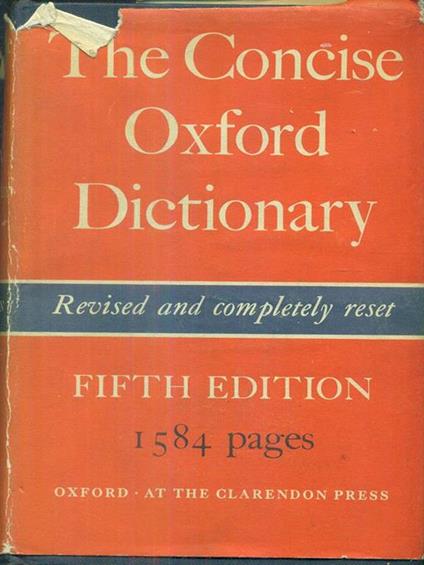 The Concise
Oxford
Dictionary
Revised and completely reset
FIFTH EDITION
1584 pages
OXFORD · AT THE CLARENDON PRESS